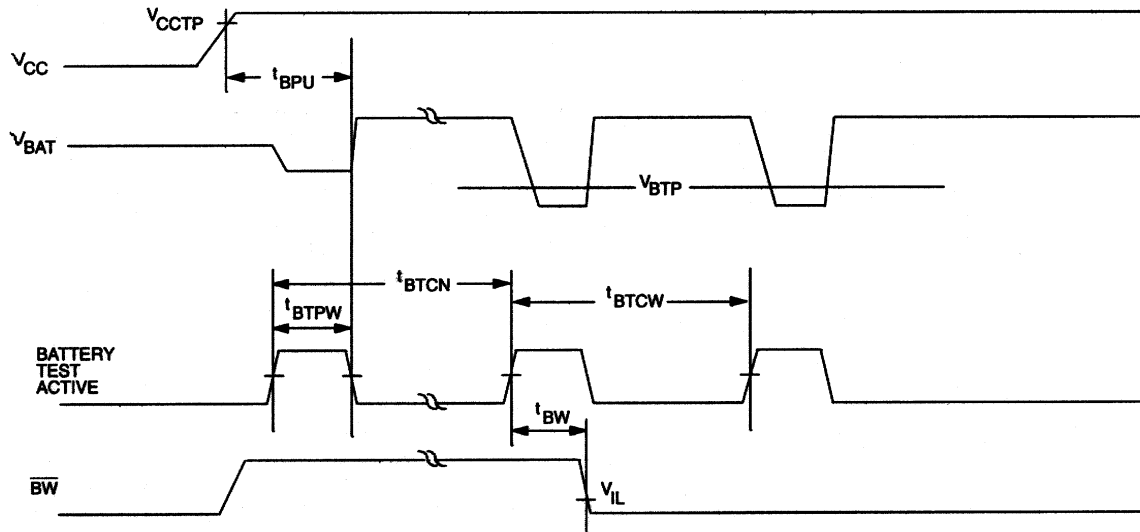 VCCTP
VCC
tBPU
VBAT
VBTP
tBTCN
tBTCW
tBTPW
BATTERY
TEST
ACTIVE
tBW
BW
VIL